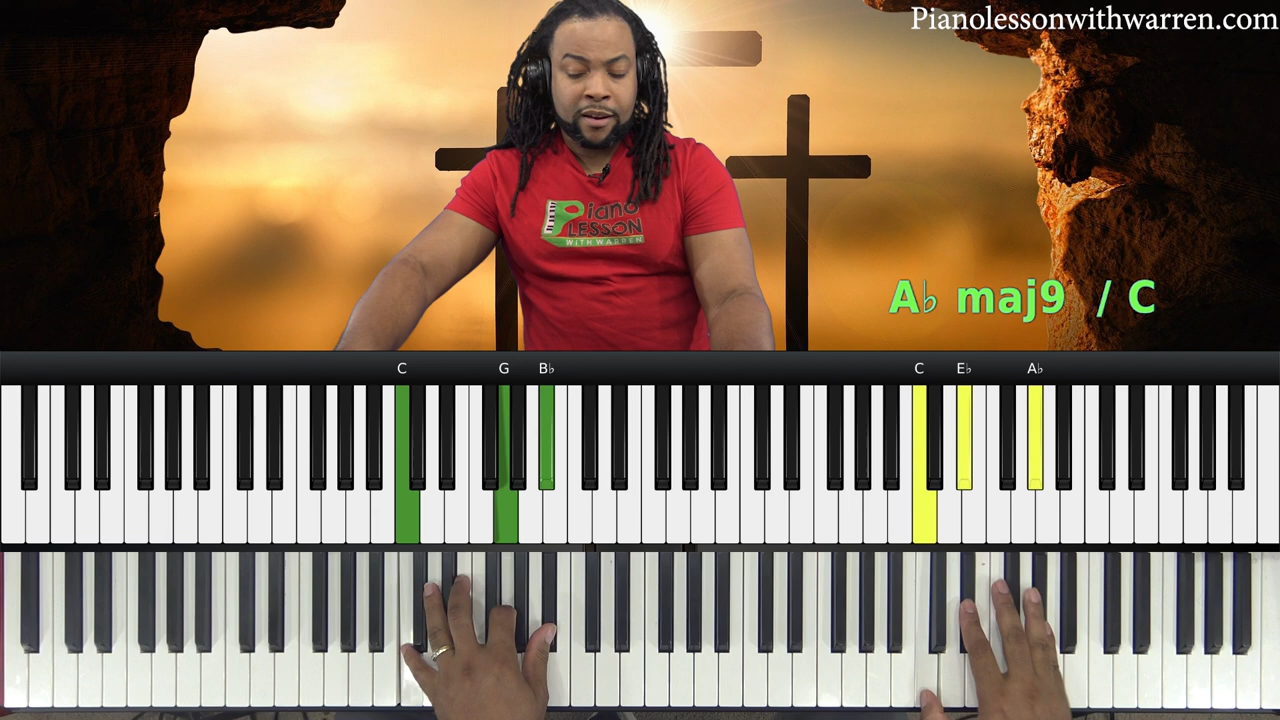 Pianolessonwithwarren.com
Piano
LESSON
WITH WARREN
A♭ maj9 / C
C G B♭ C E♭ A♭